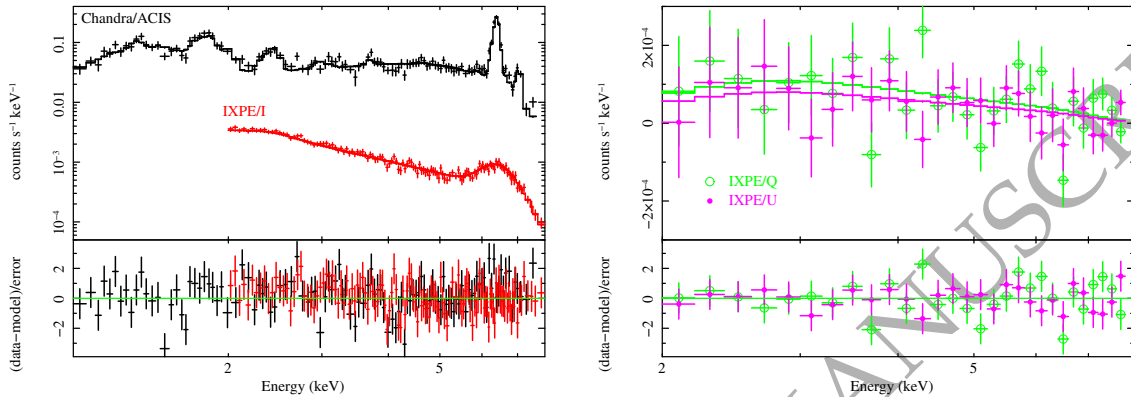 Chandra/ACIS
IXPE/I
counts s⁻¹ keV⁻¹
0.1
0.01
10⁻³
10⁻⁴
(data−model)/error
2
0
−2
2
5
Energy (keV)
counts s⁻¹ keV⁻¹
2×10⁻⁴
0
−2×10⁻⁴
IXPE/Q
IXPE/U
(data−model)/error
2
0
−2
2
5
Energy (keV)